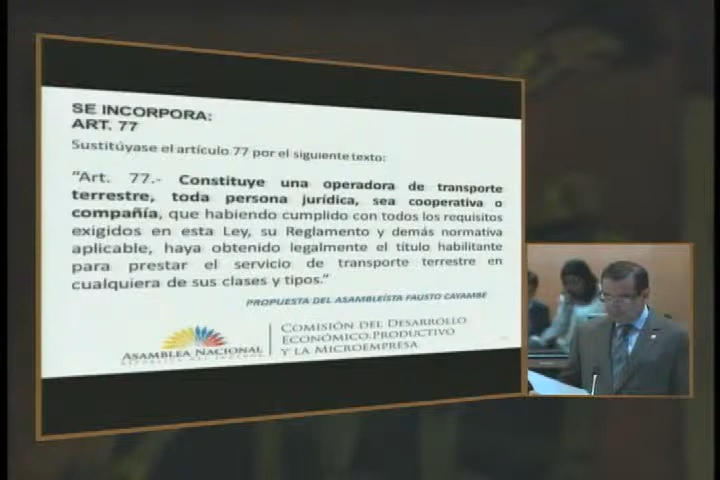 SE INCORPORA:
ART. 77
Sustitúyase el artículo 77 por el siguiente texto:
"Art. 77.- Constituye una operadora de transporte
terrestre, toda persona jurídica, sea cooperativa o
compañía, que habiendo cumplido con todos los requisitos
exigidos en esta Ley, su Reglamento y demás normativa
aplicable, haya obtenido legalmente el título habilitante
para prestar el servicio de transporte terrestre en
cualquiera de sus clases y tipos."
PROPUESTA DEL ASAMBLEÍSTA FAUSTO CAYAMBE
ASAMBLEA NACIONAL
REPÚBLICA DEL ECUADOR
COMISIÓN DEL DESARROLLO
ECONÓMICO, PRODUCTIVO
Y LA MICROEMPRESA